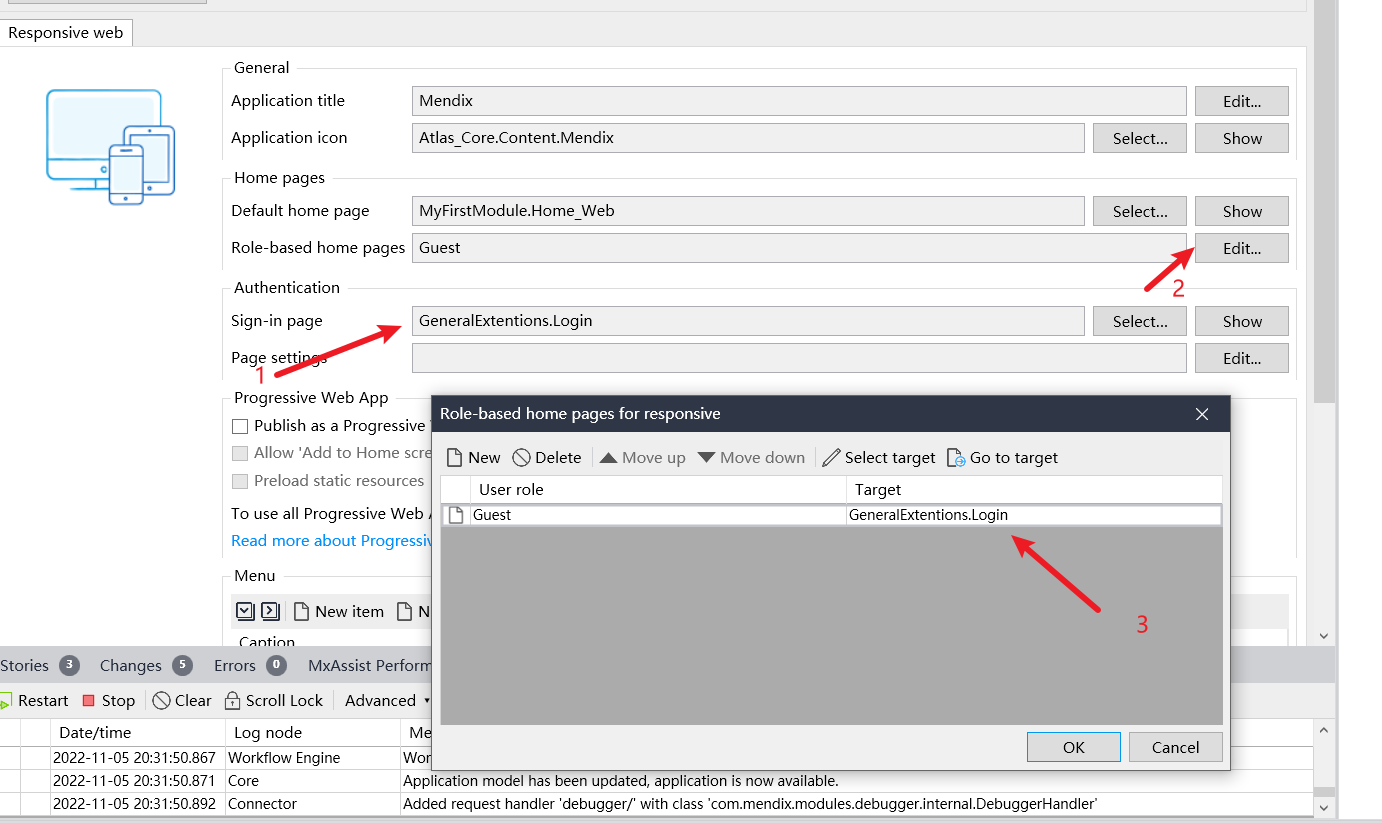 Responsive web
General
Application title Mendix Edit...
Application icon Atlas_Core.Content.Mendix Select... Show
Home pages
Default home page MyFirstModule.Home_Web Select... Show
Role-based home pages Guest Edit...
2
Authentication
Sign-in page GeneralExtentions.Login Select... Show
Page settings Edit...
1
Progressive Web App
Publish as a Progressive
Allow 'Add to Home scre
Preload static resources
To use all Progressive Web
Read more about Progressiv
Menu
New item N
Caption
Role-based home pages for responsive
New Delete Move up Move down Select target Go to target
User role Target
Guest GeneralExtentions.Login
3
OK Cancel
Stories 3 Changes 5 Errors 0 MxAssist Perform
Restart Stop Clear Scroll Lock Advanced
Date/time Log node Me
2022-11-05 20:31:50.867 Workflow Engine Wor
2022-11-05 20:31:50.871 Core Application model has been updated, application is now available.
2022-11-05 20:31:50.892 Connector Added request handler 'debugger/' with class 'com.mendix.modules.debugger.internal.DebuggerHandler'